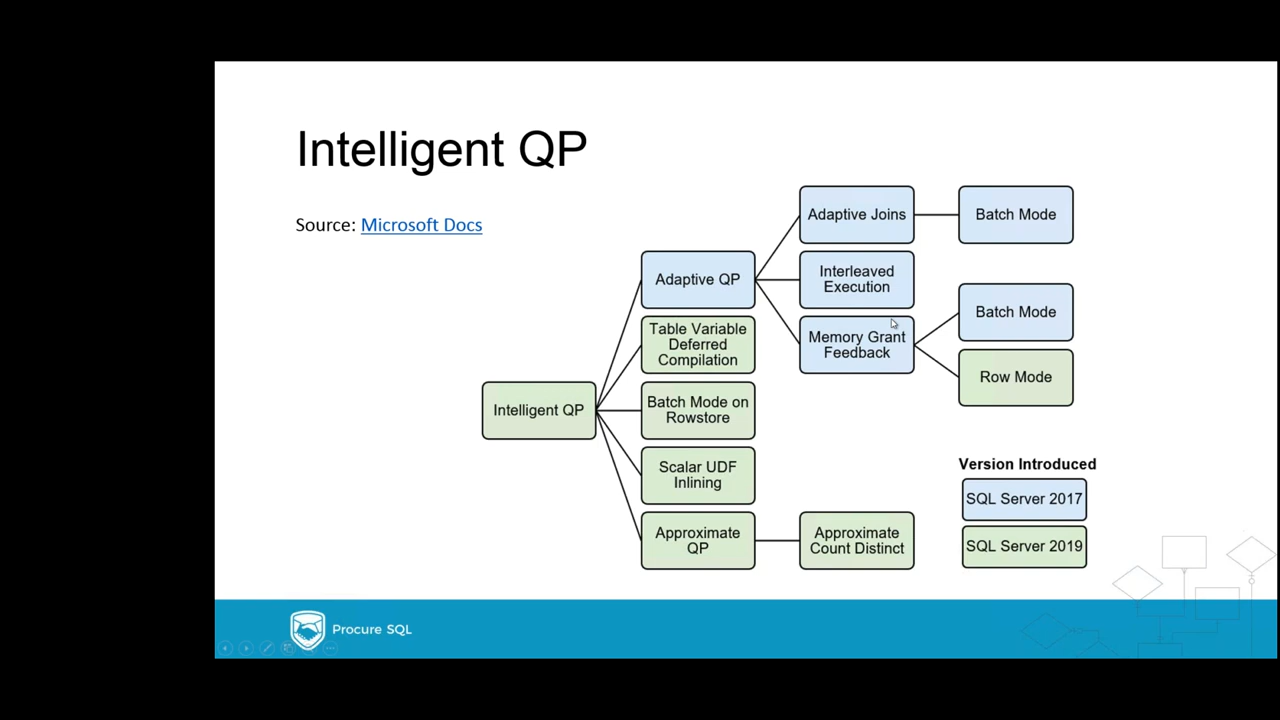 Intelligent QP
Source: Microsoft Docs
Adaptive Joins
Batch Mode
Adaptive QP
Interleaved
Execution
Memory Grant
Feedback
Batch Mode
Row Mode
Table Variable
Deferred
Compilation
Intelligent QP
Batch Mode on
Rowstore
Scalar UDF
Inlining
Approximate
QP
Approximate
Count Distinct
Version Introduced
SQL Server 2017
SQL Server 2019
Procure SQL